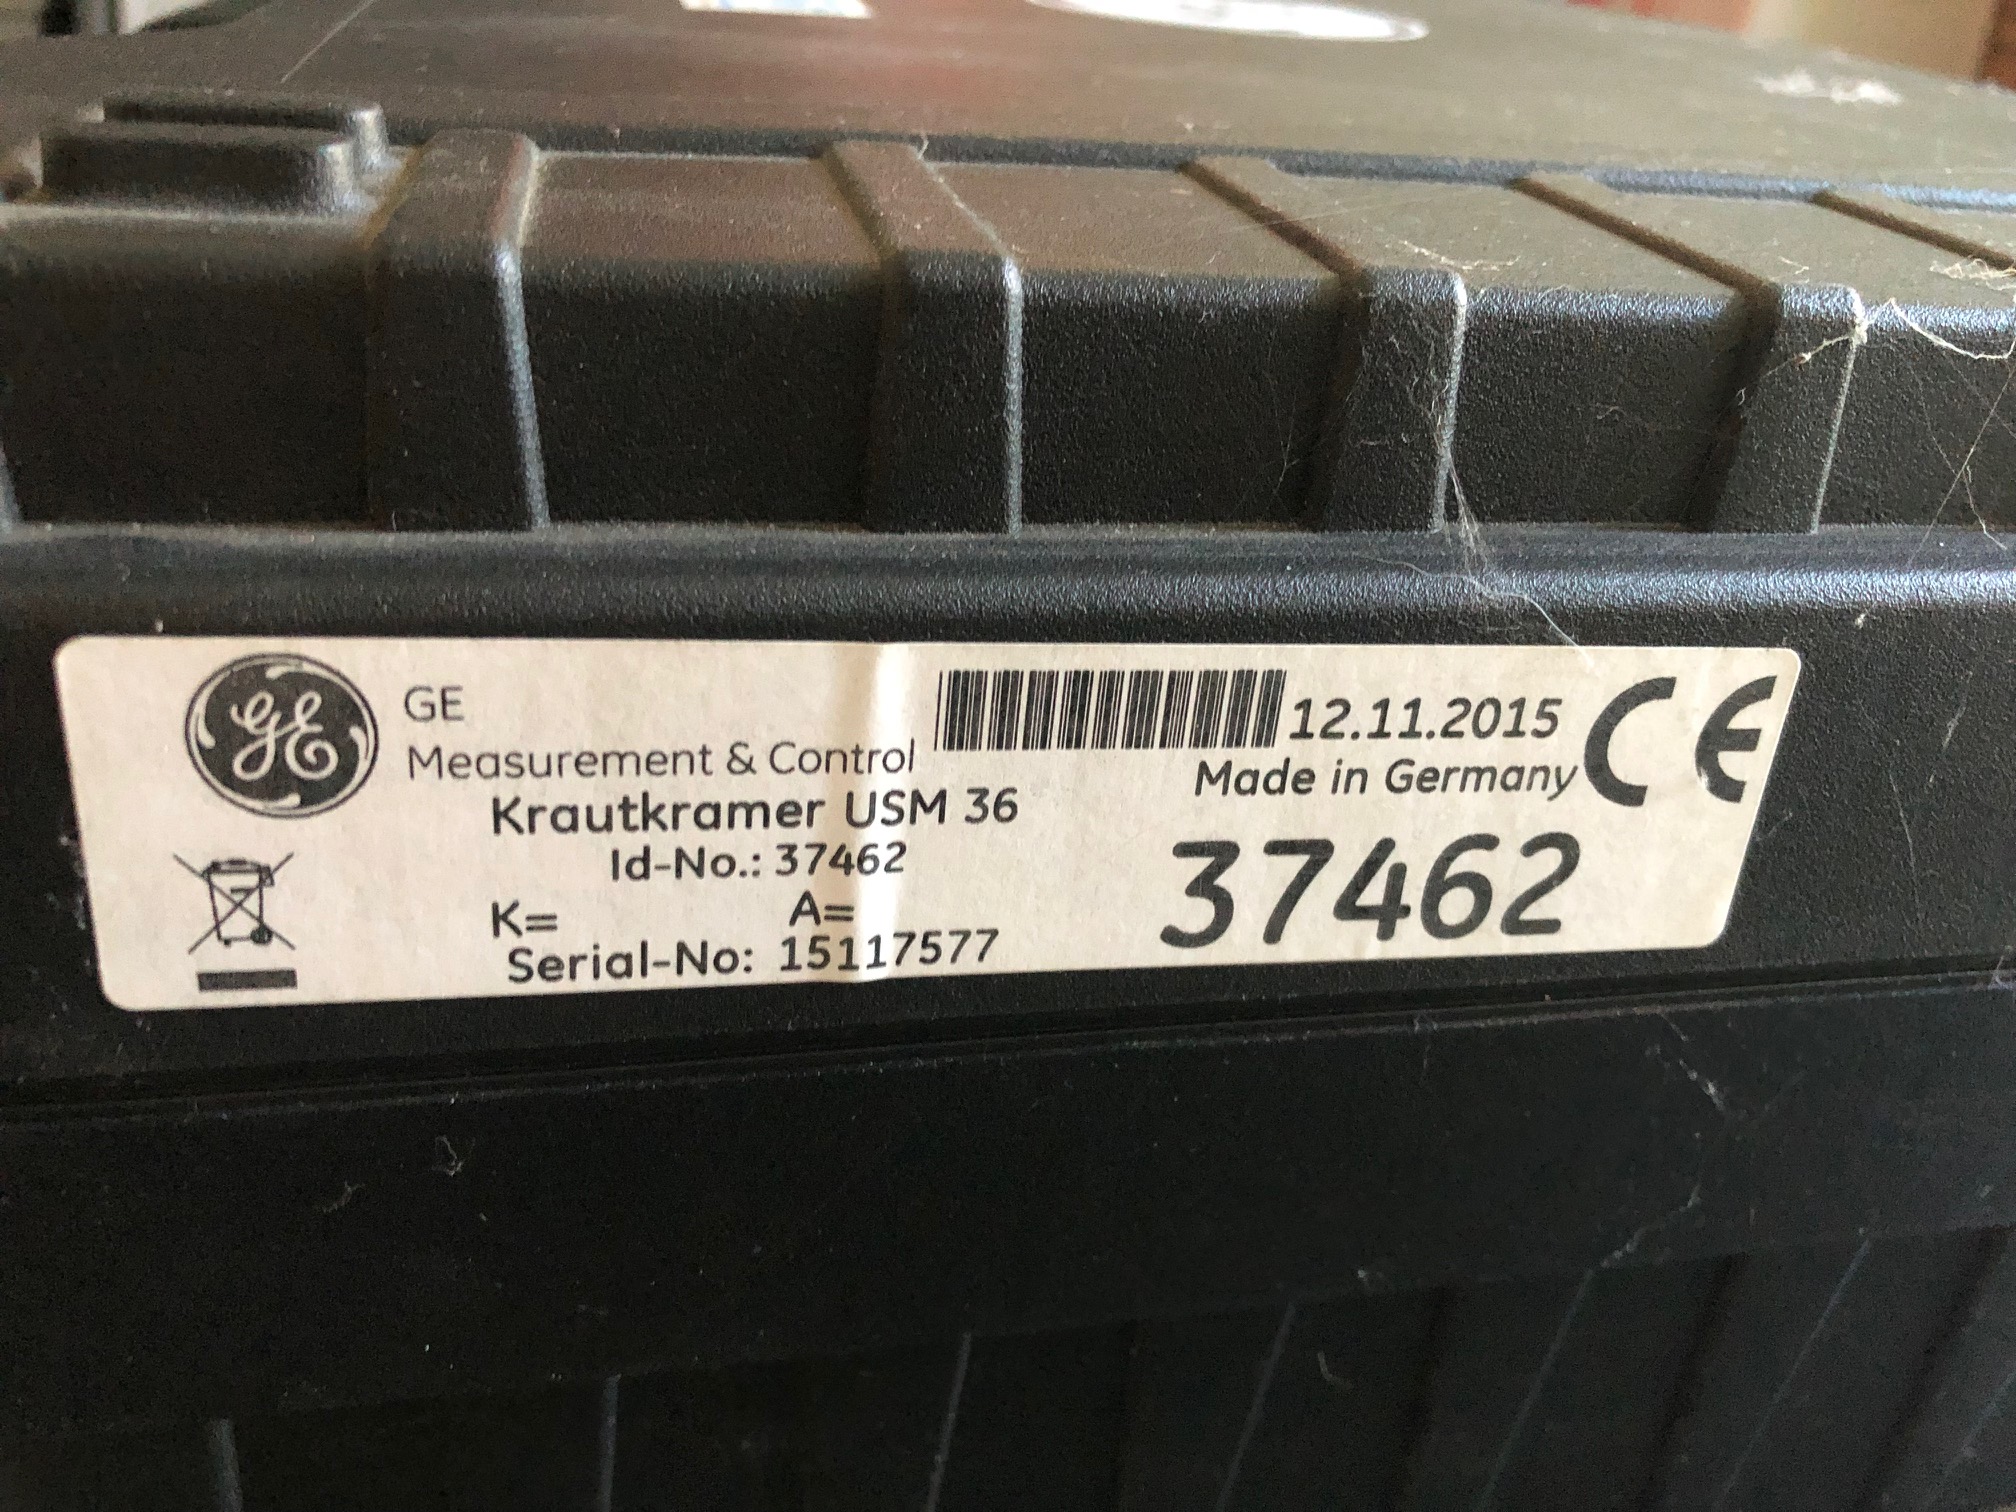 GE
GE
Measurement & Control
Krautkramer USM 36
Id-No.: 37462
K= A=
Serial-No: 15117577
12.11.2015
Made in Germany
CE
37462